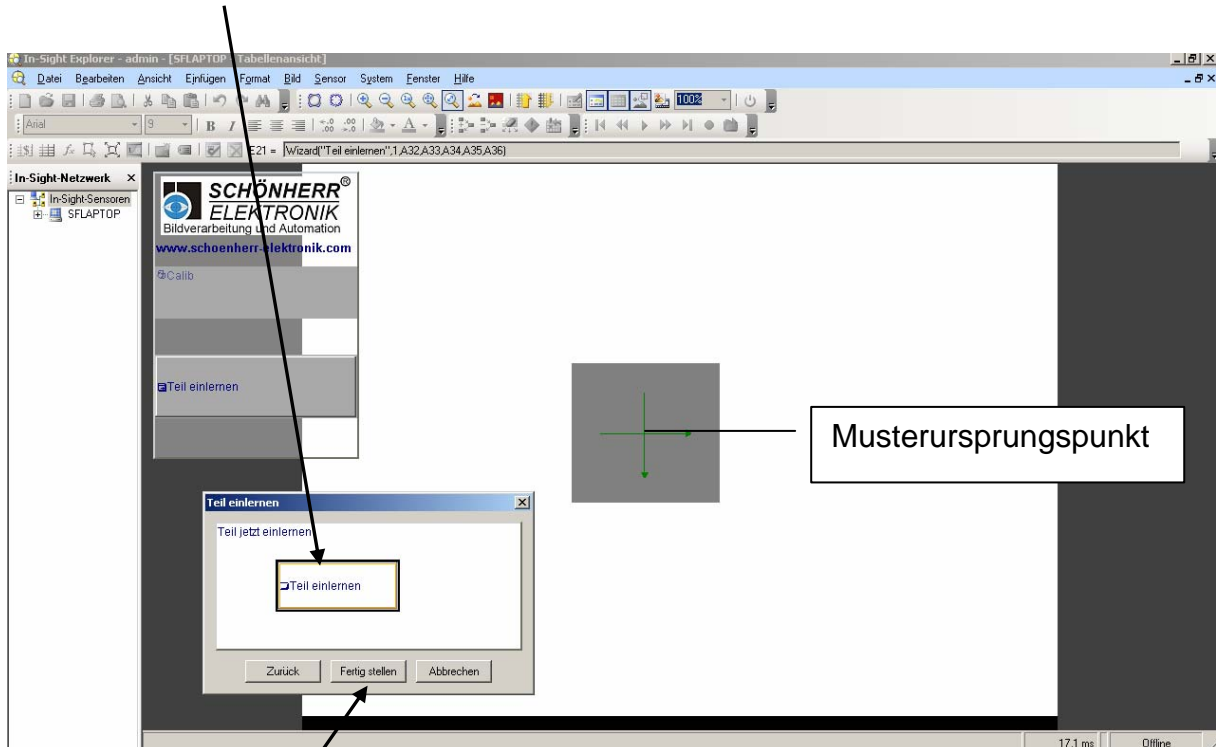 In-Sight Explorer - admin - [SFLAPTOP - Tabellenansicht]
Datei Bearbeiten Ansicht Einfügen Format Bild Sensor System Fenster Hilfe
100%
Arial 9 B I
E21 = Wizard("Teil einlernen",1,A32,A33,A34,A35,A36)
In-Sight-Netzwerk
In-Sight-Sensoren
SFLAPTOP
SCHÖNHERR®
ELEKTRONIK
Bildverarbeitung und Automation
www.schoenherr-elektronik.com
Calib
Teil einlernen
Musterursprungspunkt
Teil einlernen
Teil jetzt einlernen
Teil einlernen
Zurück Fertig stellen Abbrechen
17.1 ms Offline